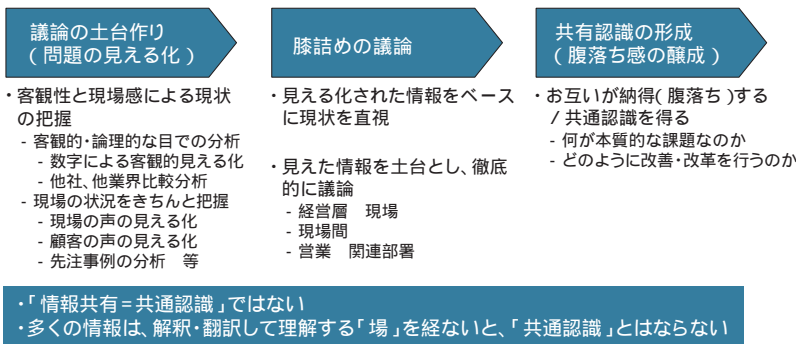 議論の土台作り
(問題の見える化)
・客観性と現場感による現状
の把握
- 客観的・論理的な目での分析
- 数字による客観的見える化
- 他社、他業界比較分析
- 現場の状況をきちんと把握
- 現場の声の見える化
- 顧客の声の見える化
- 先注事例の分析　等
膝詰めの議論
・見える化された情報をベース
に現状を直視
・見えた情報を土台とし、徹底
的に議論
- 経営層　現場
- 現場間
- 営業　関連部署
共有認識の形成
(腹落ち感の醸成)
・お互いが納得(腹落ち)する
/共通認識を得る
- 何が本質的な課題なのか
- どのように改善・改革を行うのか
・「情報共有=共通認識」ではない
・多くの情報は、解釈・翻訳して理解する「場」を経ないと、「共通認識」とはならない